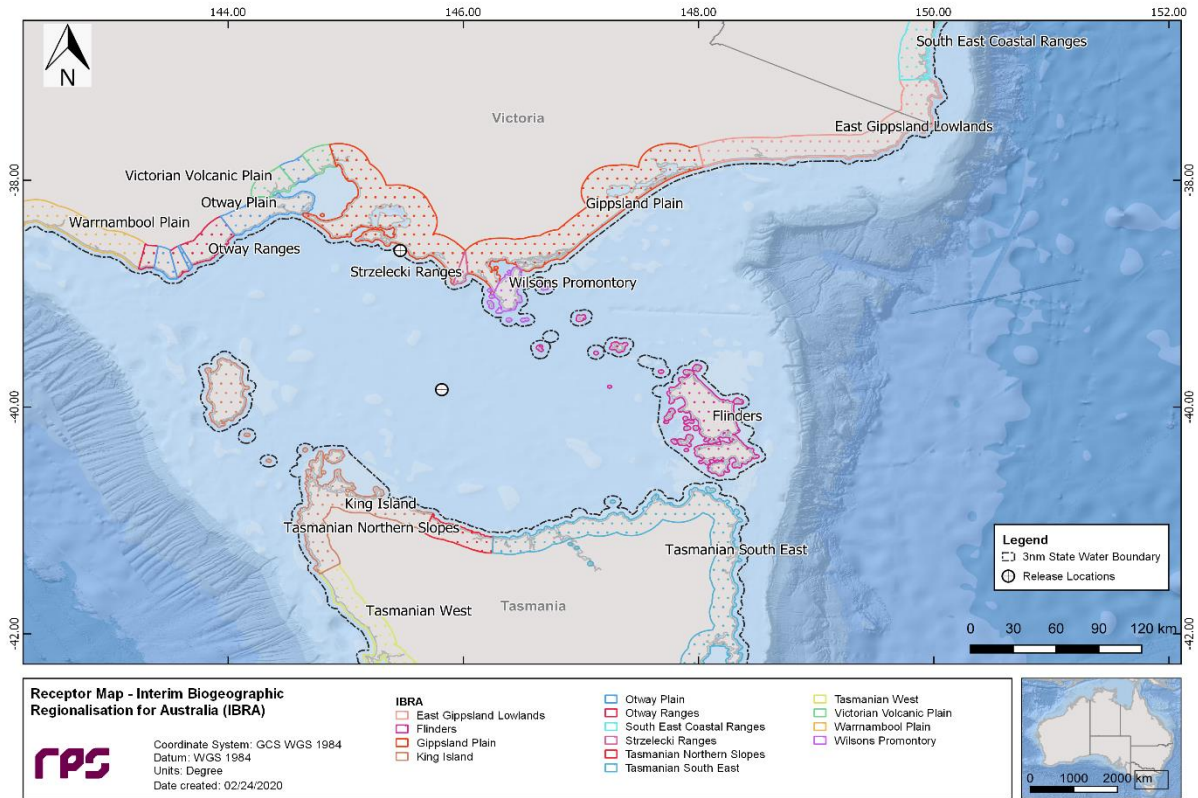 144.00
146.00
148.00
150.00
152.00
N
South East Coastal Ranges
Victoria
East Gippsland Lowlands
-38.00
-38.00
Victorian Volcanic Plain
Otway Plain
Gippsland Plain
Warrnambool Plain
Otway Ranges
Strzelecki Ranges
Wilsons Promontory
-40.00
-40.00
Flinders
King Island
Tasmanian Northern Slopes
Tasmanian South East
Tasmanian West
Tasmania
Legend
3nm State Water Boundary
Release Locations
-42.00
-42.00
0 30 60 90 120 km
Receptor Map - Interim Biogeographic
Regionalisation for Australia (IBRA)
rps
Coordinate System: GCS WGS 1984
Datum: WGS 1984
Units: Degree
Date created: 02/24/2020
IBRA
East Gippsland Lowlands
Flinders
Gippsland Plain
King Island
Otway Plain
Otway Ranges
South East Coastal Ranges
Strzelecki Ranges
Tasmanian Northern Slopes
Tasmanian South East
Tasmanian West
Victorian Volcanic Plain
Warrnambool Plain
Wilsons Promontory
0 1000 2000 km